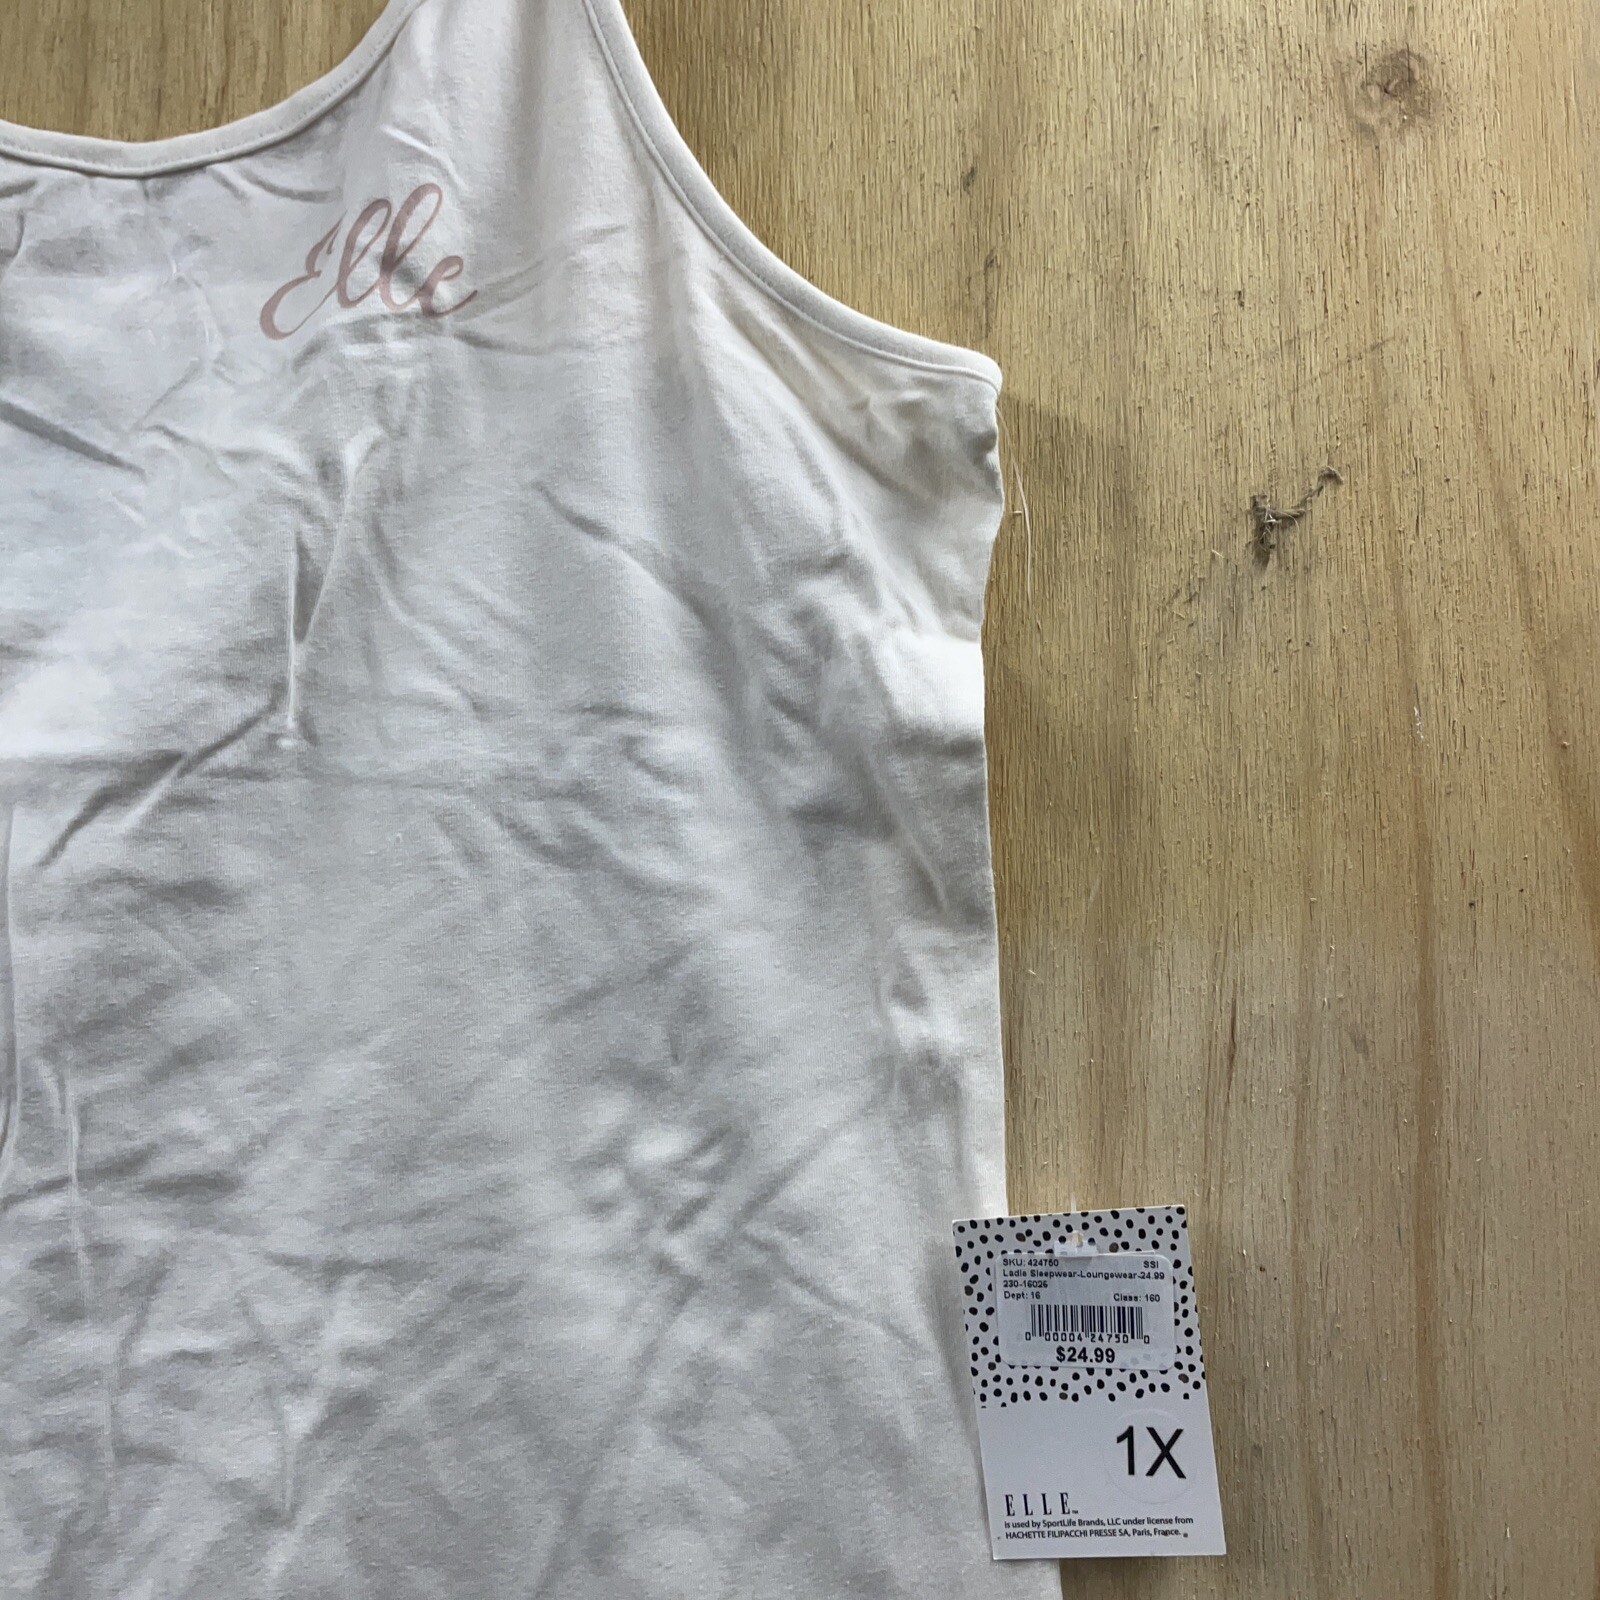 Elle
SKU: 424750 SSI
Ladie Sleepwear-Loungewear-24.99
230-16026
Dept: 16 Class: 160
0 00004 24750 0
$24.99
1X
ELLE™
is used by SportLife Brands, LLC under license from
HACHETTE FILIPACCHI PRESSE SA, Paris, France.